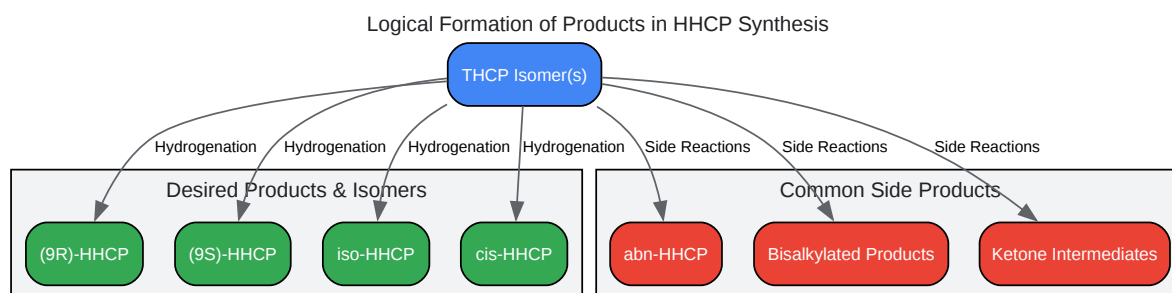 Logical Formation of Products in HHCP Synthesis
THCP Isomer(s)
Hydrogenation
Hydrogenation
Hydrogenation
Hydrogenation
Side Reactions
Side Reactions
Side Reactions
Desired Products & Isomers
Common Side Products
(9R)-HHCP
(9S)-HHCP
iso-HHCP
cis-HHCP
abn-HHCP
Bisalkylated Products
Ketone Intermediates